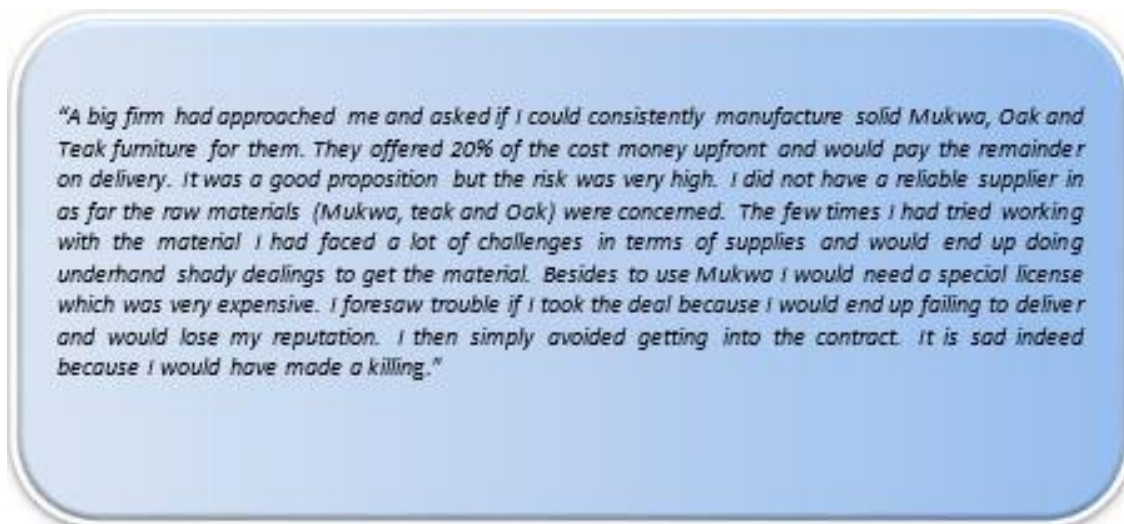 "A big firm had approached me and asked if I could consistently manufacture solid Mukwa, Oak and
Teak furniture for them. They offered 20% of the cost money upfront and would pay the remainder
on delivery. It was a good proposition but the risk was very high. I did not have a reliable supplier in
as far the raw materials (Mukwa, teak and Oak) were concerned. The few times I had tried working
with the material I had faced a lot of challenges in terms of supplies and would end up doing
underhand shady dealings to get the material. Besides to use Mukwa I would need a special license
which was very expensive. I foresaw trouble if I took the deal because I would end up failing to deliver
and would lose my reputation. I then simply avoided getting into the contract. It is sad indeed
because I would have made a killing."